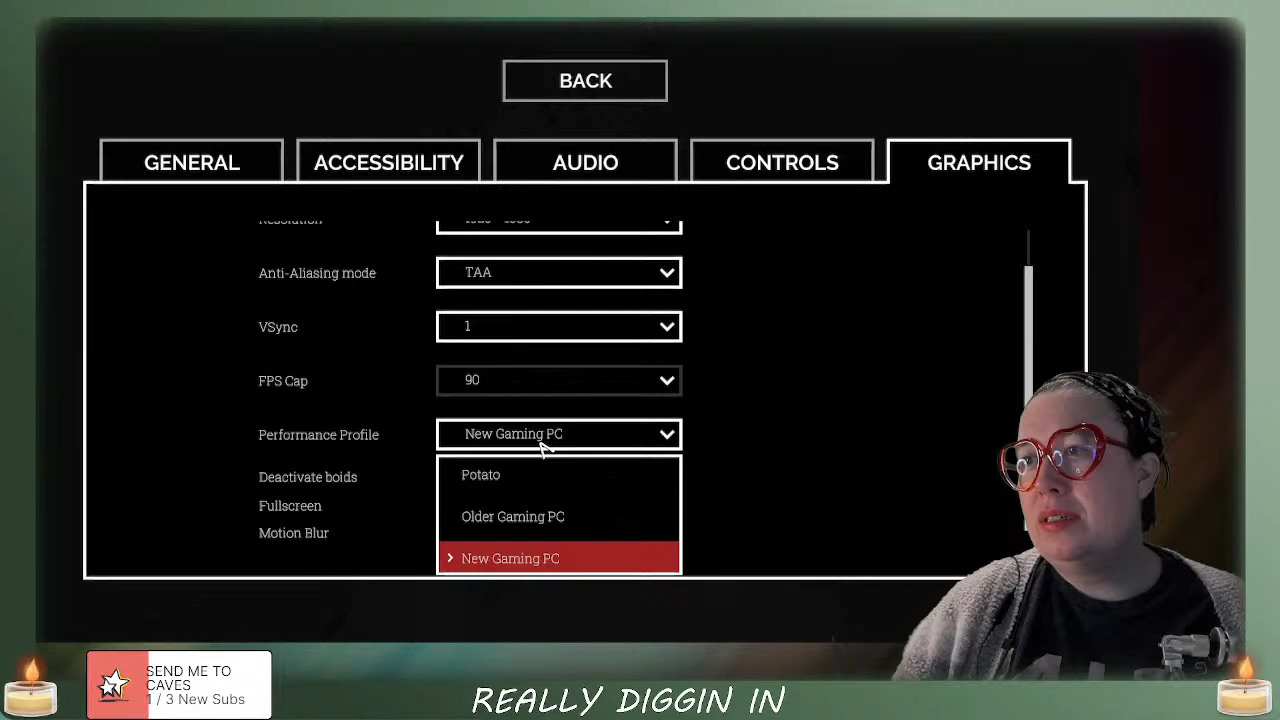 BACK
GENERAL
ACCESSIBILITY
AUDIO
CONTROLS
GRAPHICS
Resolution
Anti-Aliasing mode
TAA
VSync
1
FPS Cap
90
Performance Profile
New Gaming PC
Potato
Older Gaming PC
New Gaming PC
Deactivate boids
Fullscreen
Motion Blur
SEND ME TO
CAVES
1 / 3 New Subs
REALLY DIGGIN IN